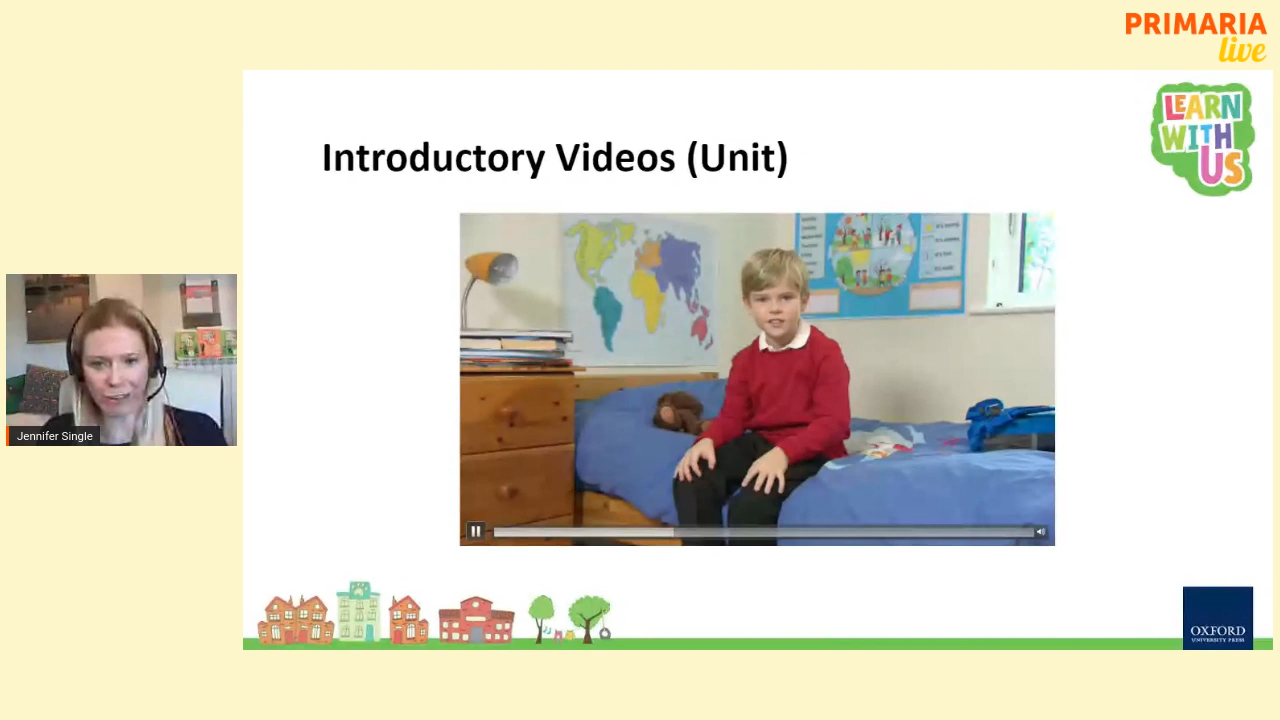 PRIMARIA
live
LEARN
WITH
US
Introductory Videos (Unit)
Jennifer Single
OXFORD
UNIVERSITY PRESS